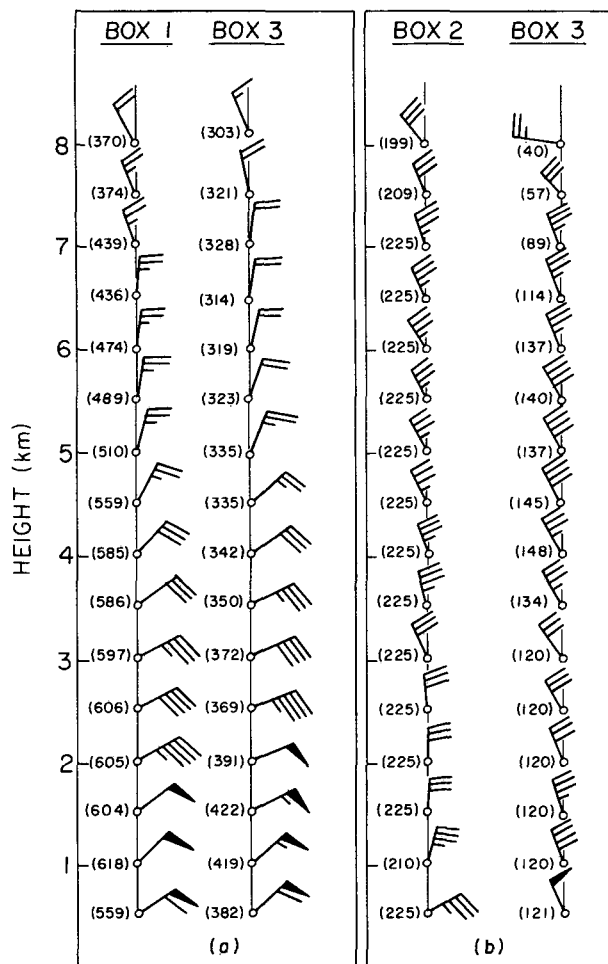 BOX 1 BOX 3 BOX 2 BOX 3
HEIGHT (km)
8 (370) (303) (199) (40)
(374) (321) (209) (57)
7 (439) (328) (225) (89)
(436) (314) (225) (114)
6 (474) (319) (225) (137)
(489) (323) (225) (140)
5 (510) (335) (225) (137)
(559) (335) (225) (145)
4 (585) (342) (225) (148)
(586) (350) (225) (134)
3 (597) (372) (225) (120)
(606) (369) (225) (120)
2 (605) (391) (225) (120)
(604) (422) (225) (120)
1 (618) (419) (210) (120)
(559) (382) (225) (121)
(a) (b)